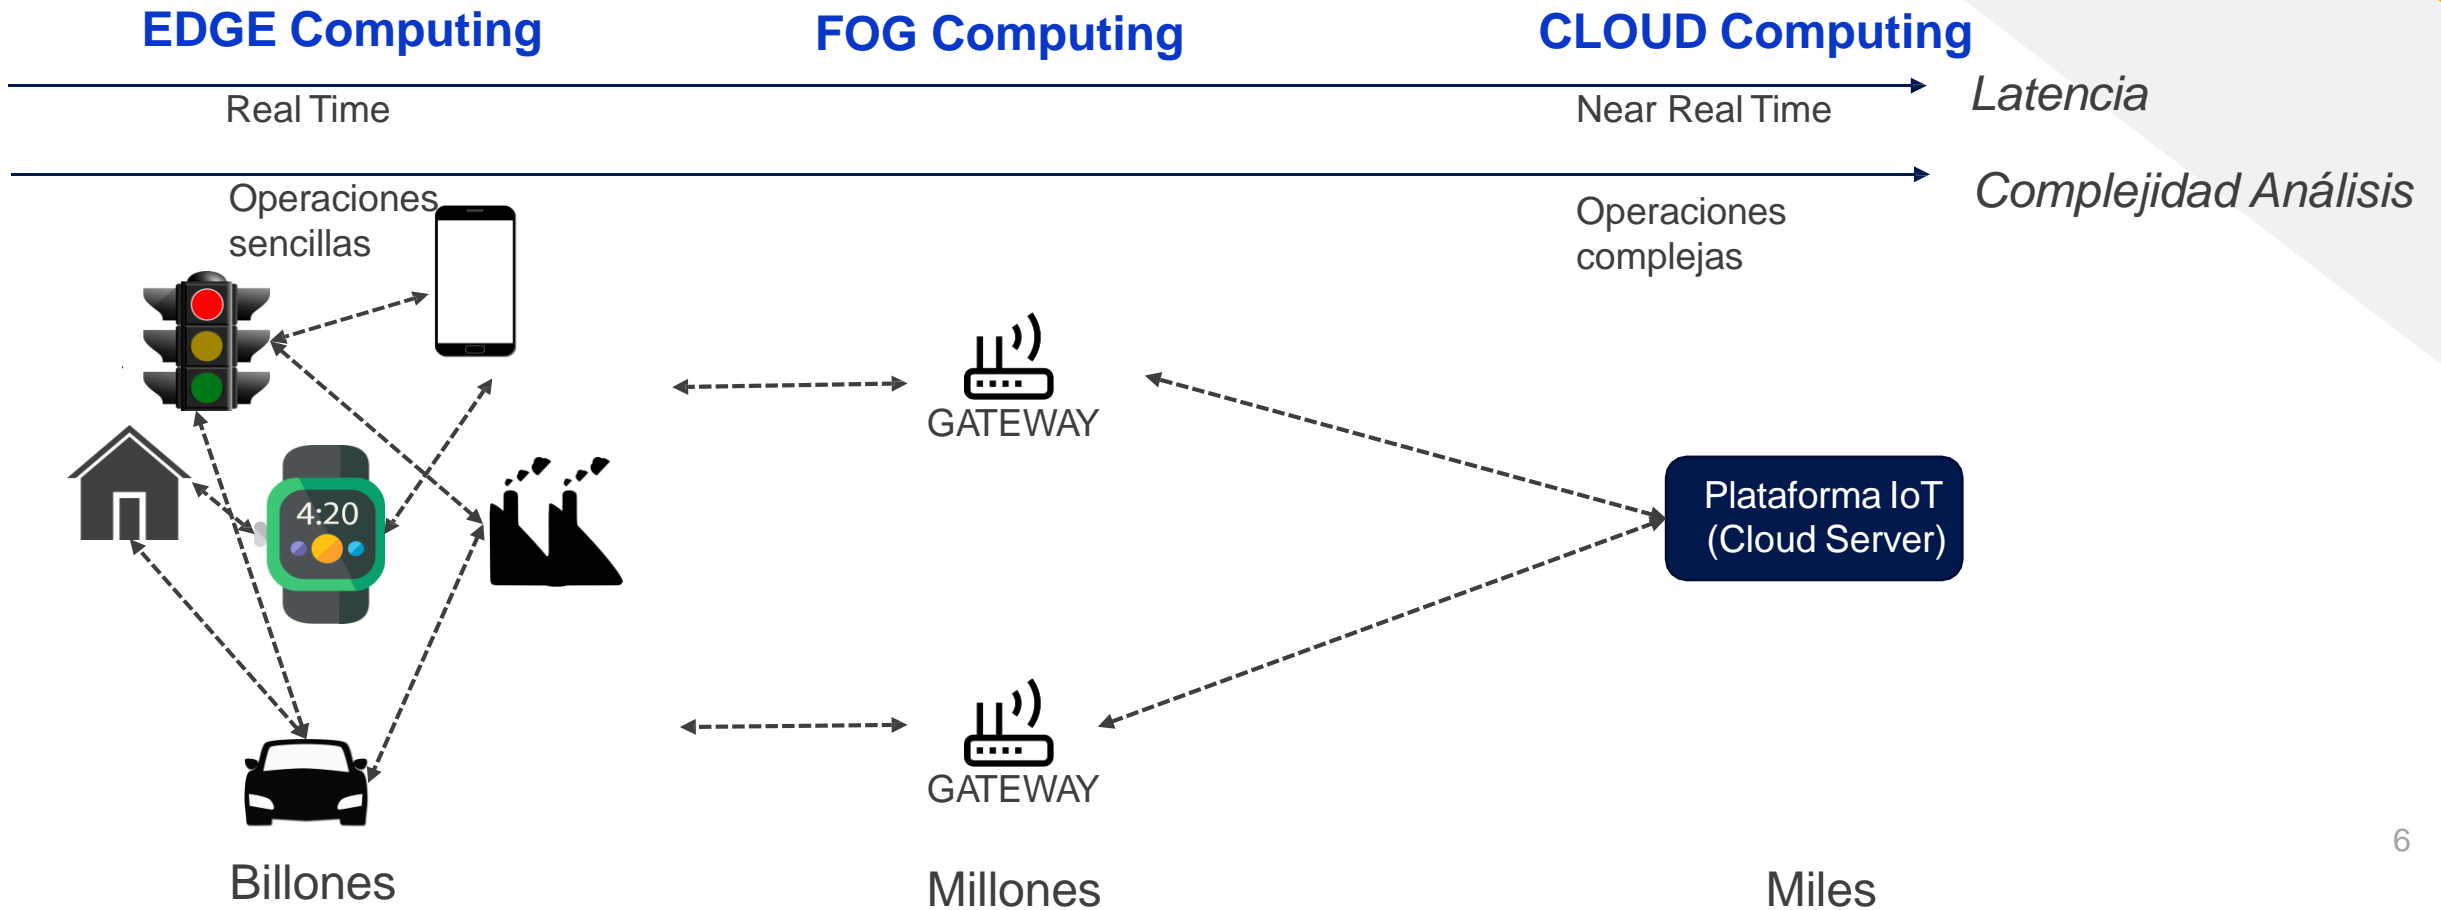 EDGE Computing
FOG Computing
CLOUD Computing
Real Time
Near Real Time
Latencia
Operaciones
sencillas
Operaciones
complejas
Complejidad Análisis
GATEWAY
4:20
Plataforma IoT
(Cloud Server)
GATEWAY
Billones
Millones
Miles
6